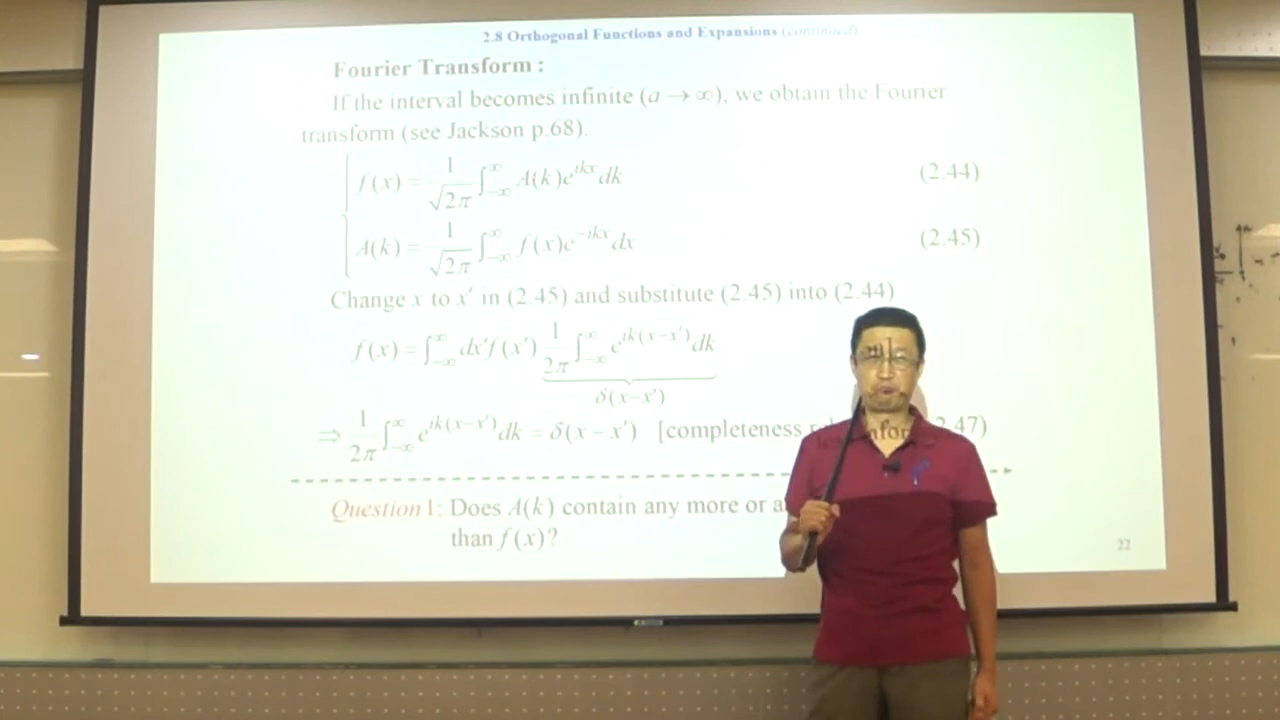 2.8 Orthogonal Functions and Expansions (continued)
Fourier Transform :
If the interval becomes infinite (a → ∞), we obtain the Fourier
transform (see Jackson p.68).
f(x) = 1/√2π ∫_{-∞}^{∞} A(k)e^{ikx}dk (2.44)
A(k) = 1/√2π ∫_{-∞}^{∞} f(x)e^{-ikx}dx (2.45)
Change x to x′ in (2.45) and substitute (2.45) into (2.44)
f(x) = ∫_{-∞}^{∞} dx′f(x′) 1/2π ∫_{-∞}^{∞} e^{ik(x-x′)}dk
δ(x-x′)
⇒ 1/2π ∫_{-∞}^{∞} e^{ik(x-x′)}dk = δ(x - x′) [completeness 2.47)
Question 1: Does A(k) contain any more or
than f(x)?
22